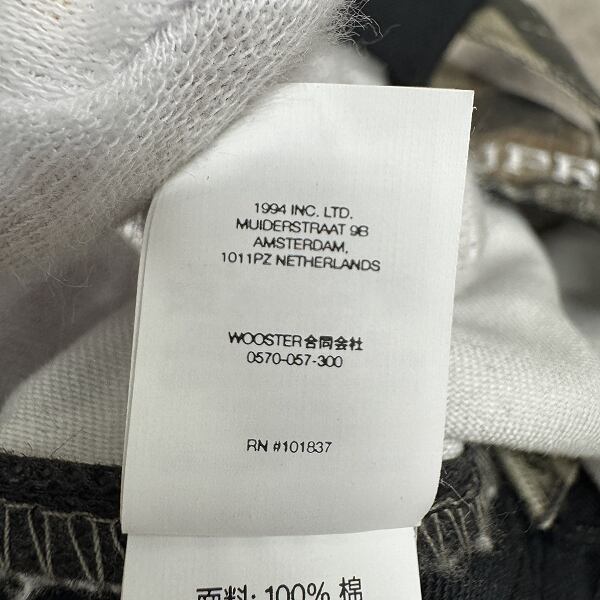 1994 INC. LTD.
MUIDERSTRAAT 9B
AMSTERDAM,
1011PZ NETHERLANDS
WOOSTER合同会社
0570-057-300
RN #101837
面料: 100% 棉